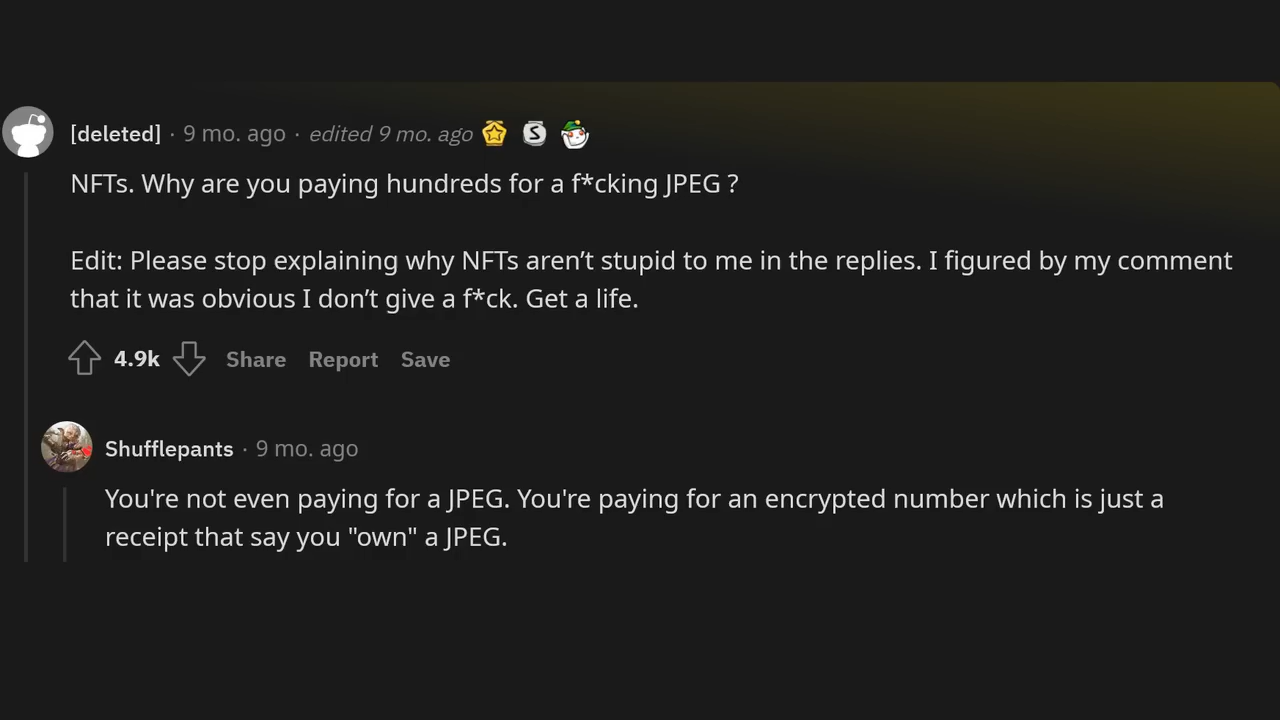 [deleted] · 9 mo. ago · edited 9 mo. ago
NFTs. Why are you paying hundreds for a f*cking JPEG ?
Edit: Please stop explaining why NFTs aren’t stupid to me in the replies. I figured by my comment
that it was obvious I don’t give a f*ck. Get a life.
4.9k Share Report Save
Shufflepants · 9 mo. ago
You're not even paying for a JPEG. You're paying for an encrypted number which is just a
receipt that say you "own" a JPEG.